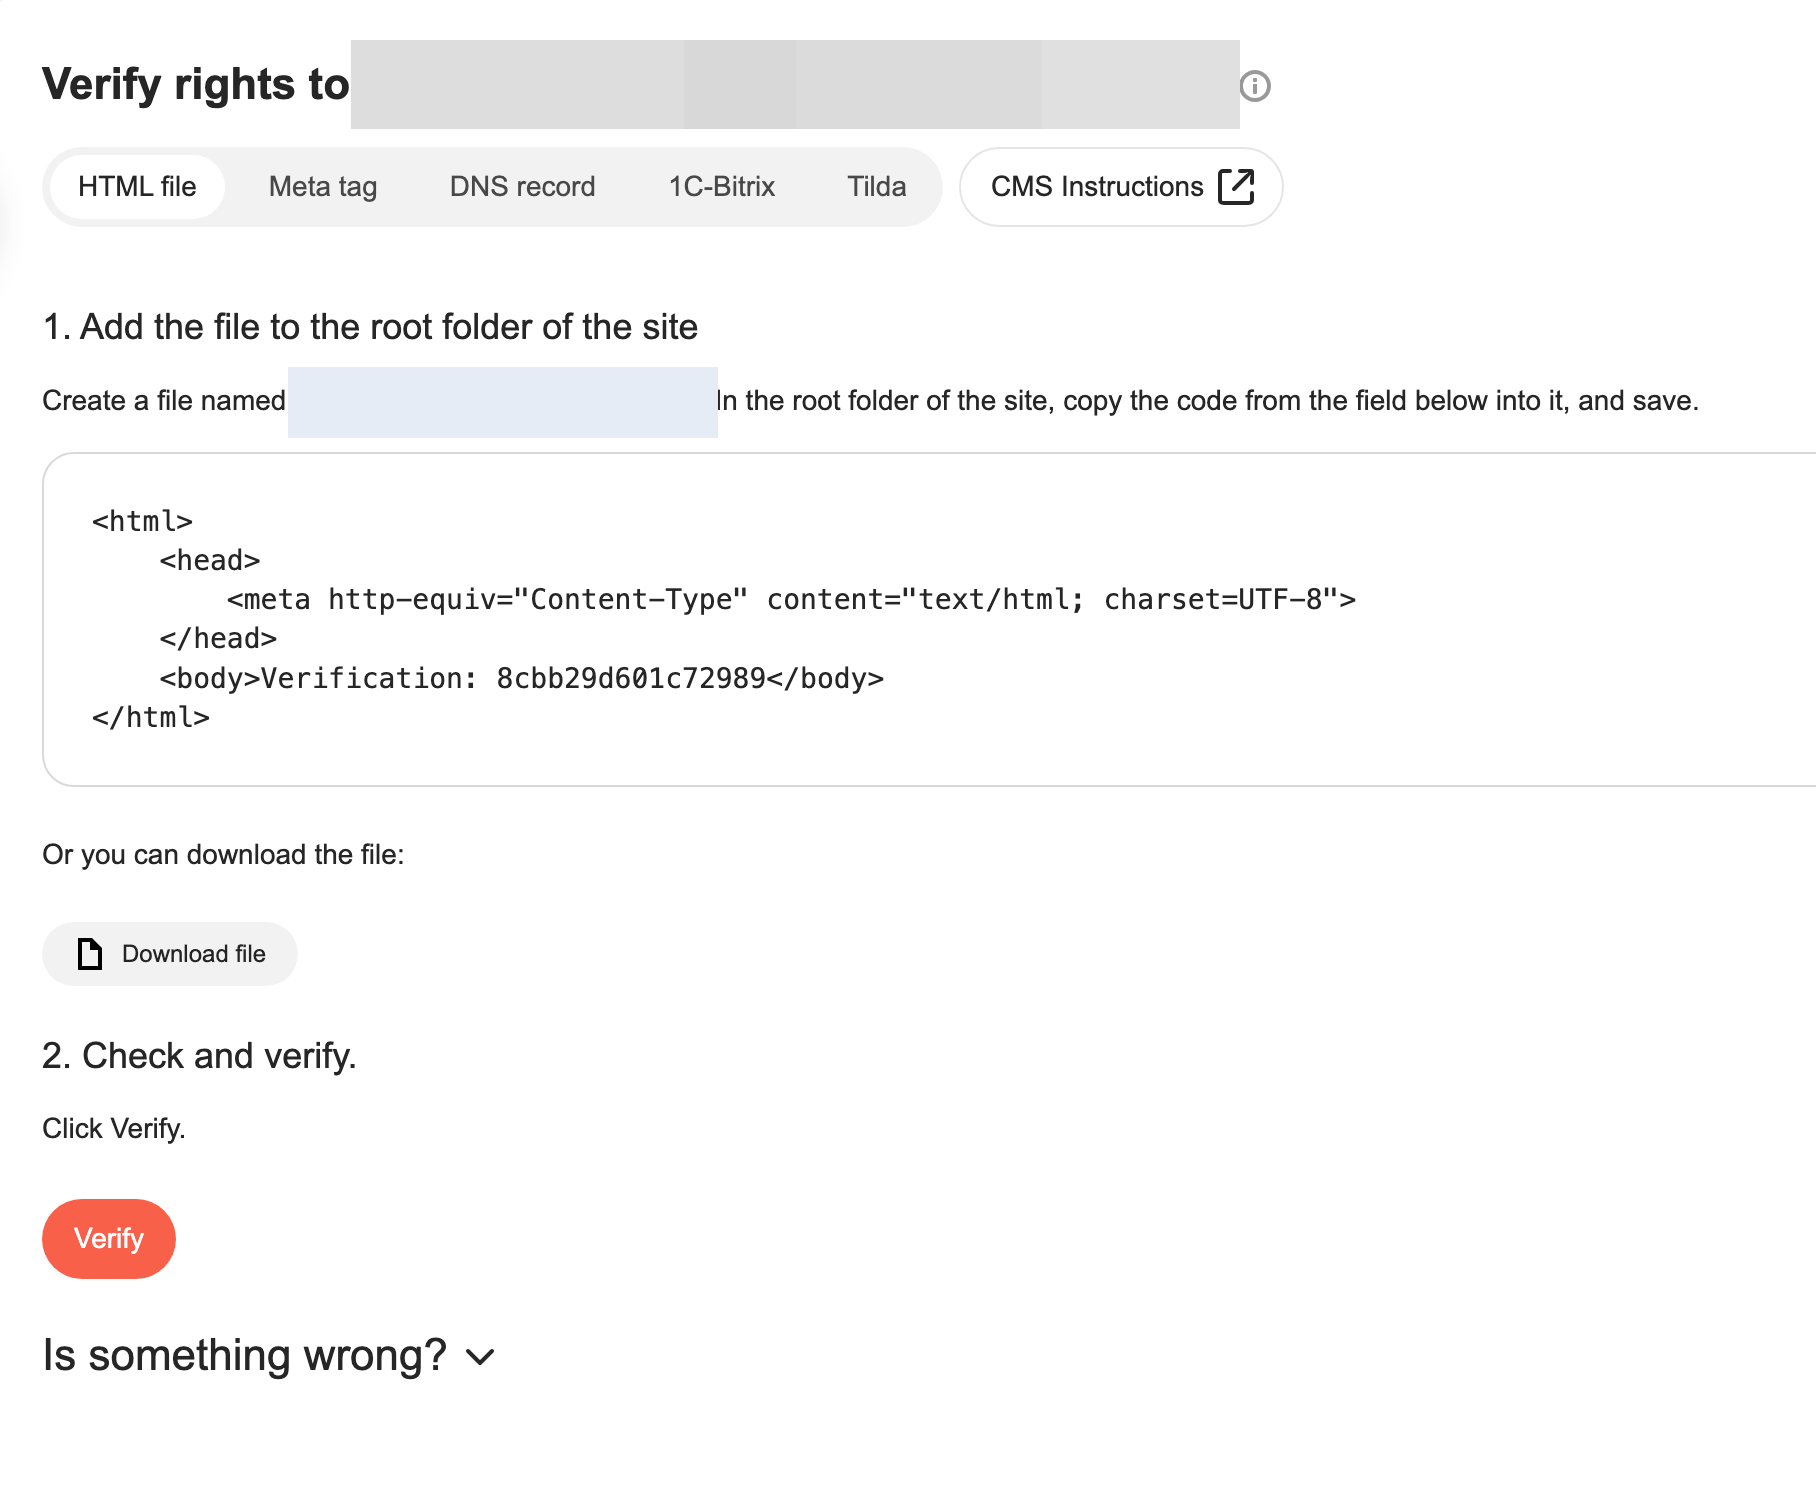 Verify rights to
HTML file Meta tag DNS record 1C-Bitrix Tilda CMS Instructions
1. Add the file to the root folder of the site
Create a file named In the root folder of the site, copy the code from the field below into it, and save.
<html>
    <head>
        <meta http-equiv="Content-Type" content="text/html; charset=UTF-8">
    </head>
    <body>Verification: 8cbb29d601c72989</body>
</html>
Or you can download the file:
Download file
2. Check and verify.
Click Verify.
Verify
Is something wrong?